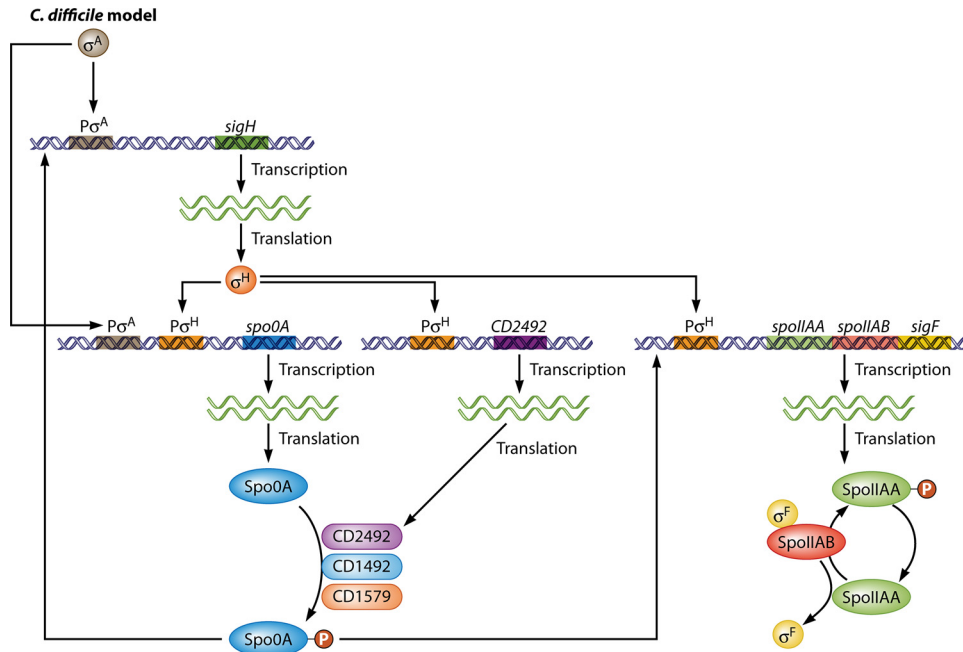 C. difficile model
σA
PσA
sigH
Transcription
Translation
σH
PσA
PσH
spo0A
PσH
CD2492
PσH
spoIIAA
spoIIAB
sigF
Transcription
Transcription
Transcription
Translation
Translation
Translation
Spo0A
SpoIIAA
P
σF
CD2492
SpoIIAB
CD1492
CD1579
SpoIIAA
Spo0A
P
σF